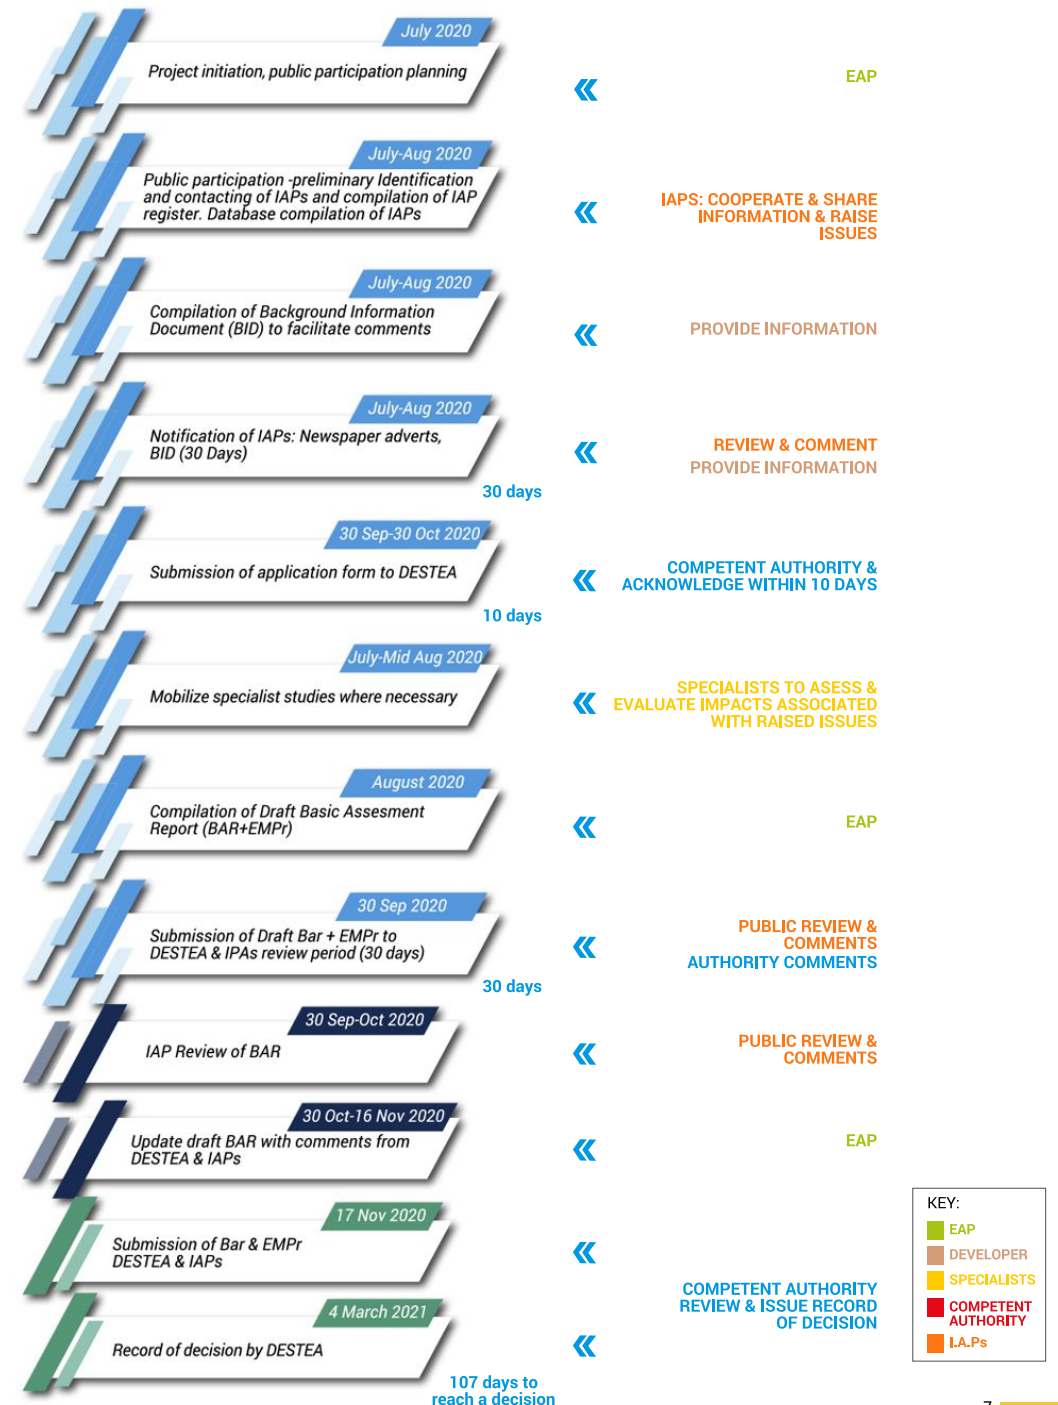 July 2020
Project initiation, public participation planning
EAP
July-Aug 2020
Public participation -preliminary Identification
and contacting of IAPs and compilation of IAP
register. Database compilation of IAPs
IAPS: COOPERATE & SHARE
INFORMATION & RAISE
ISSUES
July-Aug 2020
Compilation of Background Information
Document (BID) to facilitate comments
PROVIDE INFORMATION
July-Aug 2020
Notification of IAPs: Newspaper adverts,
BID (30 Days)
30 days
REVIEW & COMMENT
PROVIDE INFORMATION
30 Sep-30 Oct 2020
Submission of application form to DESTEA
10 days
COMPETENT AUTHORITY &
ACKNOWLEDGE WITHIN 10 DAYS
July-Mid Aug 2020
Mobilize specialist studies where necessary
SPECIALISTS TO ASESS &
EVALUATE IMPACTS ASSOCIATED
WITH RAISED ISSUES
August 2020
Compilation of Draft Basic Assesment
Report (BAR+EMPr)
EAP
30 Sep 2020
Submission of Draft Bar + EMPr to
DESTEA & IPAs review period (30 days)
30 days
PUBLIC REVIEW &
COMMENTS
AUTHORITY COMMENTS
30 Sep-Oct 2020
IAP Review of BAR
PUBLIC REVIEW &
COMMENTS
30 Oct-16 Nov 2020
Update draft BAR with comments from
DESTEA & IAPs
EAP
17 Nov 2020
Submission of Bar & EMPr
DESTEA & IAPs
COMPETENT AUTHORITY
REVIEW & ISSUE RECORD
OF DECISION
4 March 2021
Record of decision by DESTEA
107 days to
reach a decision
KEY:
EAP
DEVELOPER
SPECIALISTS
COMPETENT
AUTHORITY
I.A.Ps
7